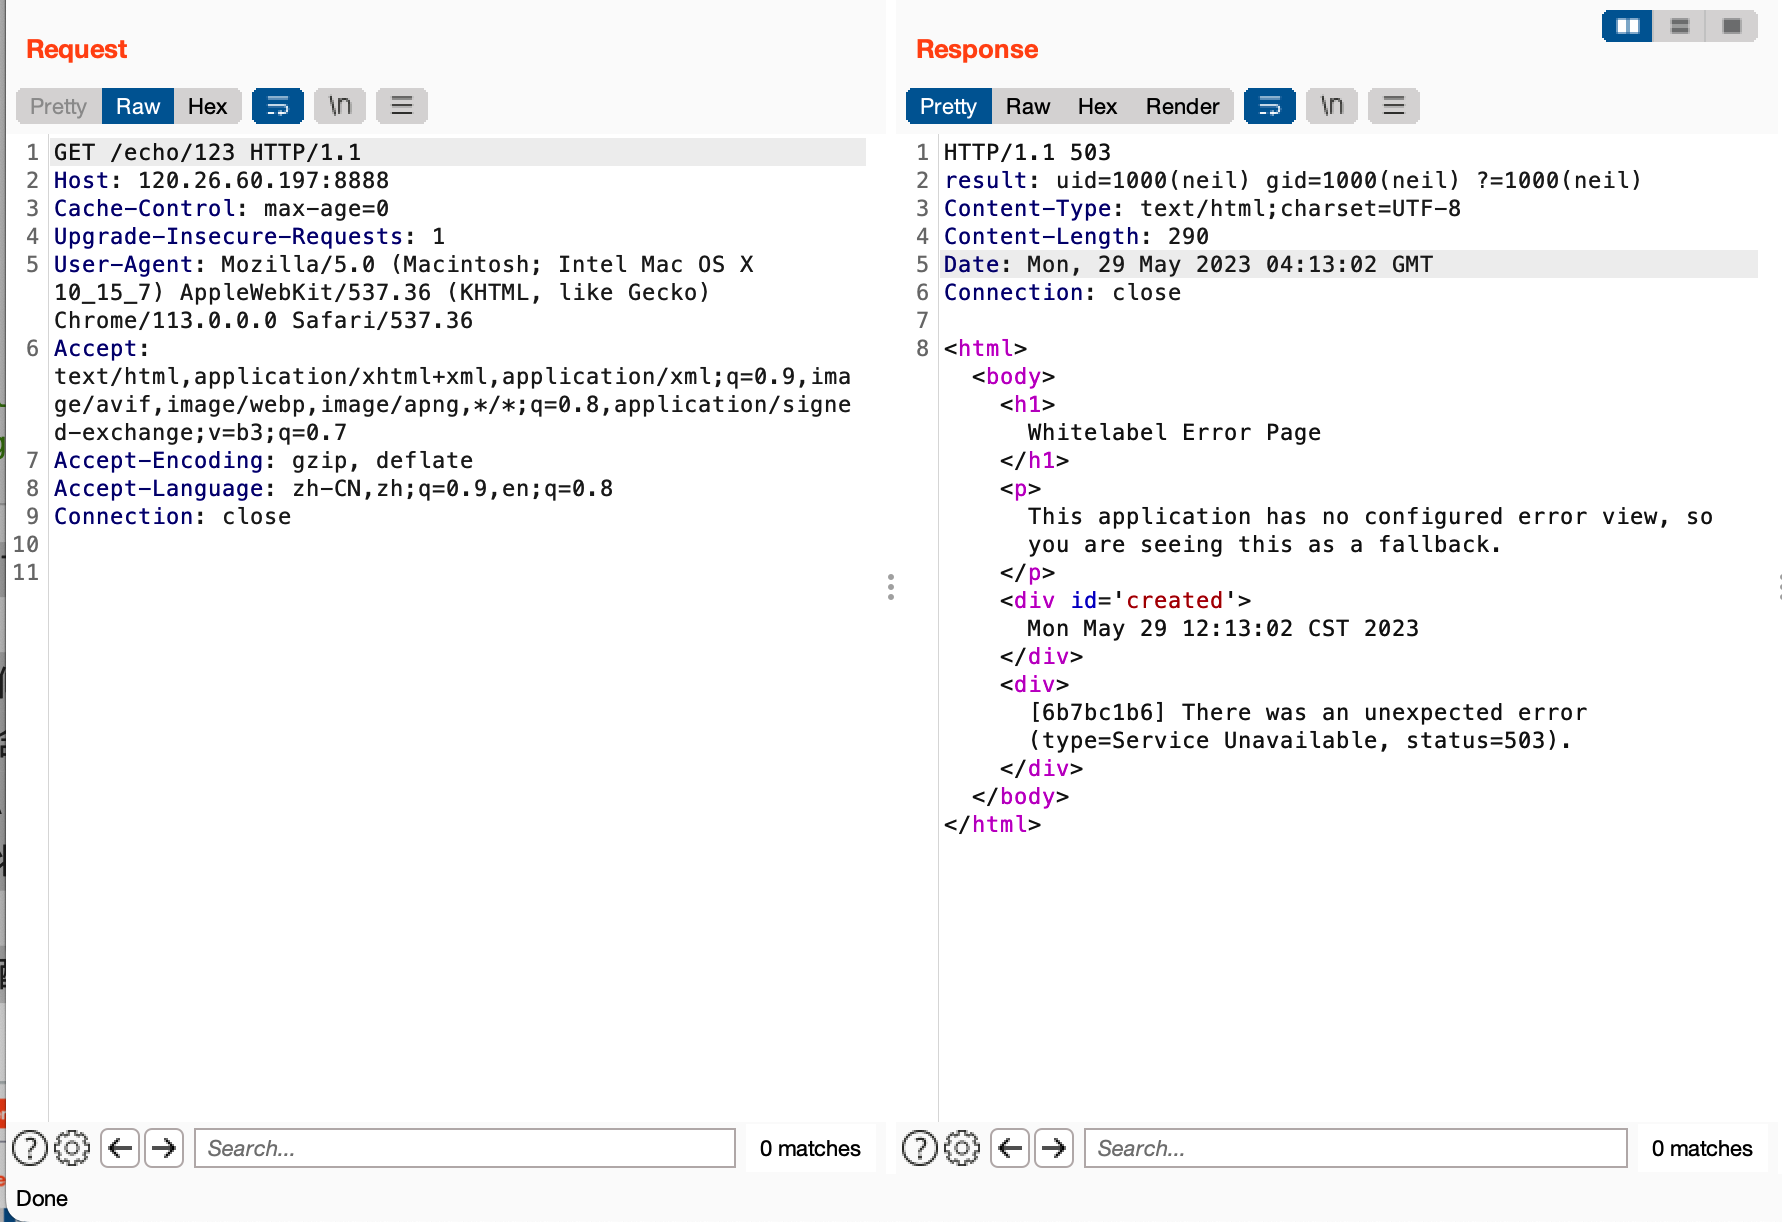 Request
Pretty Raw Hex \n
1 GET /echo/123 HTTP/1.1
2 Host: 120.26.60.197:8888
3 Cache-Control: max-age=0
4 Upgrade-Insecure-Requests: 1
5 User-Agent: Mozilla/5.0 (Macintosh; Intel Mac OS X
10_15_7) AppleWebKit/537.36 (KHTML, like Gecko)
Chrome/113.0.0.0 Safari/537.36
6 Accept:
text/html,application/xhtml+xml,application/xml;q=0.9,ima
ge/avif,image/webp,image/apng,*/*;q=0.8,application/signe
d-exchange;v=b3;q=0.7
7 Accept-Encoding: gzip, deflate
8 Accept-Language: zh-CN,zh;q=0.9,en;q=0.8
9 Connection: close
10
11
Search...
0 matches
Done
Response
Pretty Raw Hex Render \n
1 HTTP/1.1 503
2 result: uid=1000(neil) gid=1000(neil) ?=1000(neil)
3 Content-Type: text/html;charset=UTF-8
4 Content-Length: 290
5 Date: Mon, 29 May 2023 04:13:02 GMT
6 Connection: close
7
8 <html>
<body>
<h1>
Whitelabel Error Page
</h1>
<p>
This application has no configured error view, so
you are seeing this as a fallback.
</p>
<div id='created'>
Mon May 29 12:13:02 CST 2023
</div>
<div>
[6b7bc1b6] There was an unexpected error
(type=Service Unavailable, status=503).
</div>
</body>
</html>
Search...
0 matches